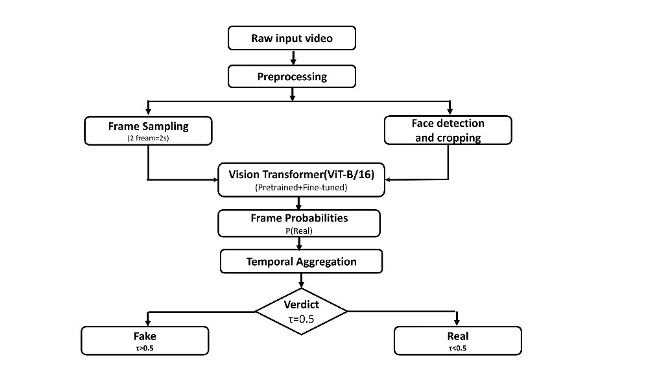 Raw input video
Preprocessing
Frame Sampling
(2 fream=2s)
Face detection
and cropping
Vision Transformer(ViT-B/16)
(Pretrained+Fine-tuned)
Frame Probabilities
P(Real)
Temporal Aggregation
Verdict
τ=0.5
Fake
τ>0.5
Real
τ<0.5